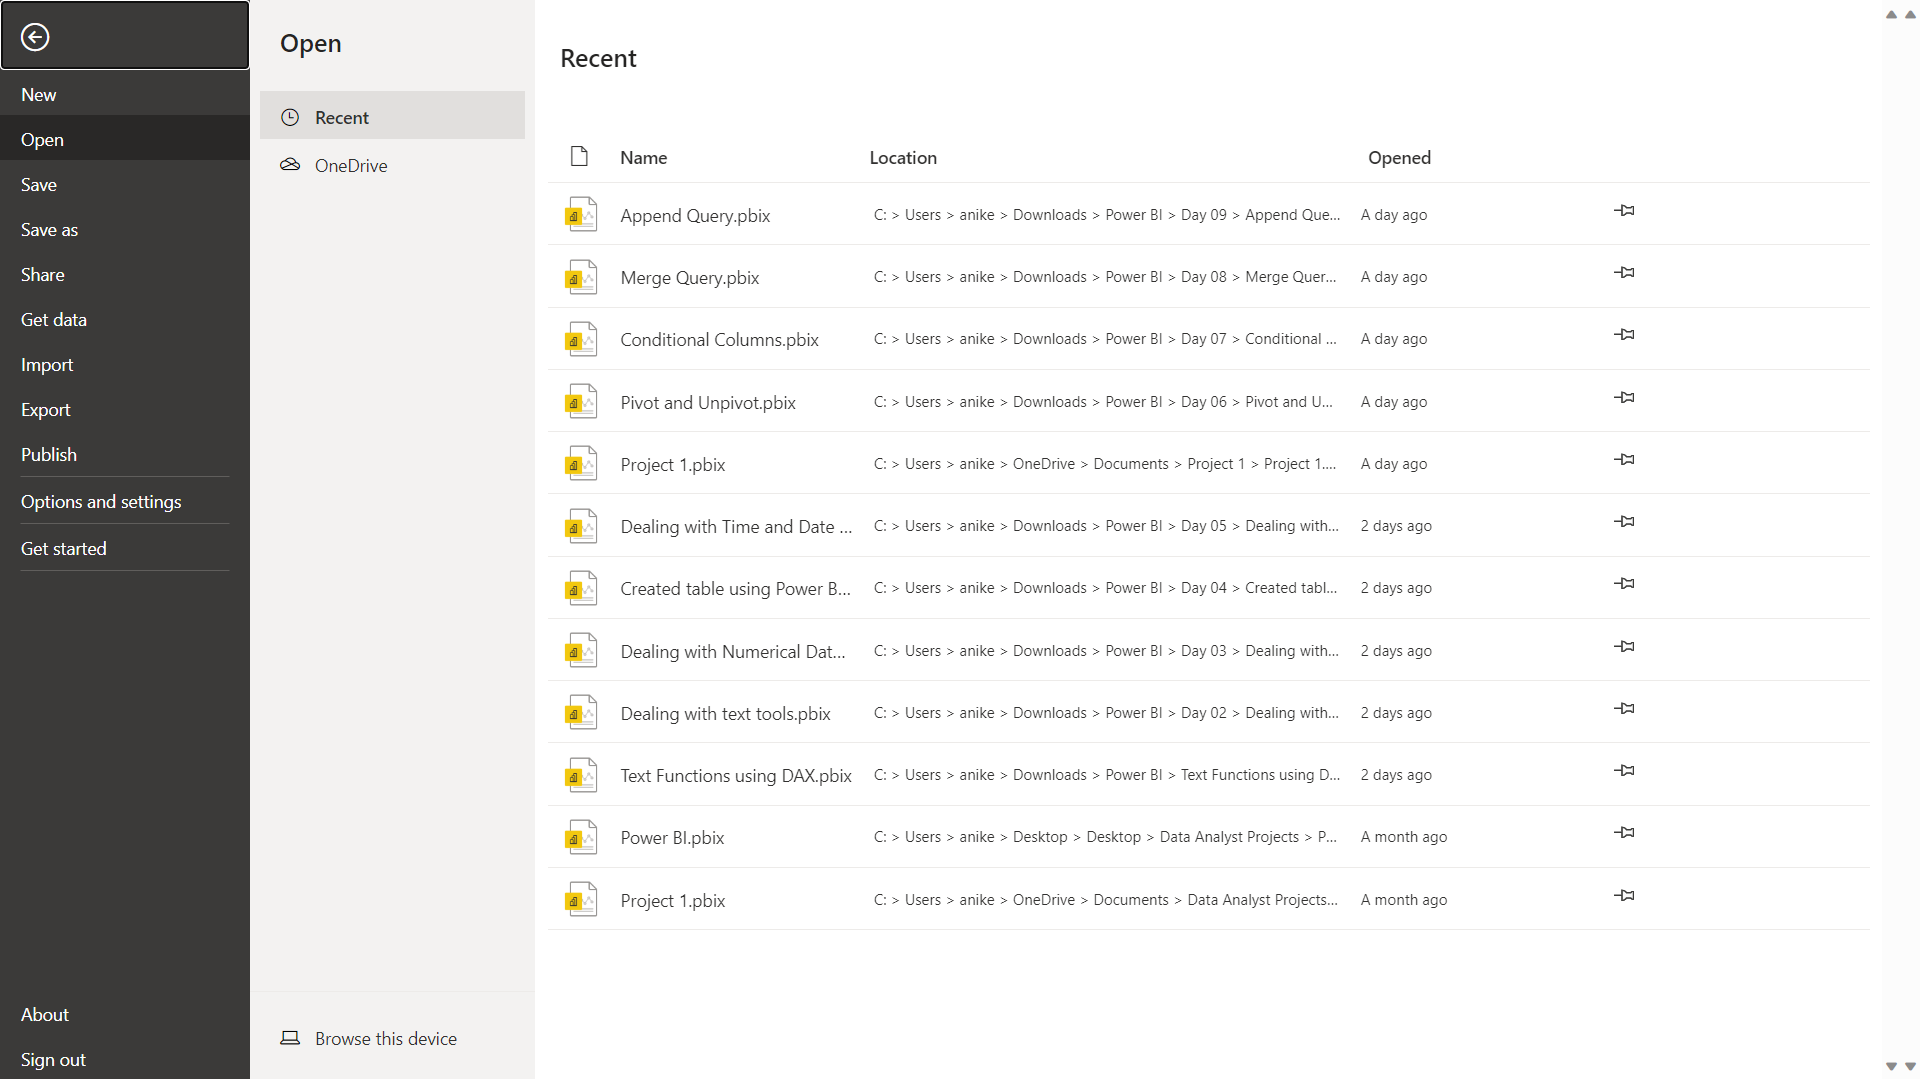 New
Open
Save
Save as
Share
Get data
Import
Export
Publish
Options and settings
Get started
About
Sign out
Open
Recent
OneDrive
Browse this device
Recent
Name Location Opened
Append Query.pbix C: > Users > anike > Downloads > Power BI > Day 09 > Append Que... A day ago
Merge Query.pbix C: > Users > anike > Downloads > Power BI > Day 08 > Merge Quer... A day ago
Conditional Columns.pbix C: > Users > anike > Downloads > Power BI > Day 07 > Conditional ... A day ago
Pivot and Unpivot.pbix C: > Users > anike > Downloads > Power BI > Day 06 > Pivot and U... A day ago
Project 1.pbix C: > Users > anike > OneDrive > Documents > Project 1 > Project 1.... A day ago
Dealing with Time and Date ... C: > Users > anike > Downloads > Power BI > Day 05 > Dealing with... 2 days ago
Created table using Power B... C: > Users > anike > Downloads > Power BI > Day 04 > Created tabl... 2 days ago
Dealing with Numerical Dat... C: > Users > anike > Downloads > Power BI > Day 03 > Dealing with... 2 days ago
Dealing with text tools.pbix C: > Users > anike > Downloads > Power BI > Day 02 > Dealing with... 2 days ago
Text Functions using DAX.pbix C: > Users > anike > Downloads > Power BI > Text Functions using D... 2 days ago
Power BI.pbix C: > Users > anike > Desktop > Desktop > Data Analyst Projects > P... A month ago
Project 1.pbix C: > Users > anike > OneDrive > Documents > Data Analyst Projects... A month ago